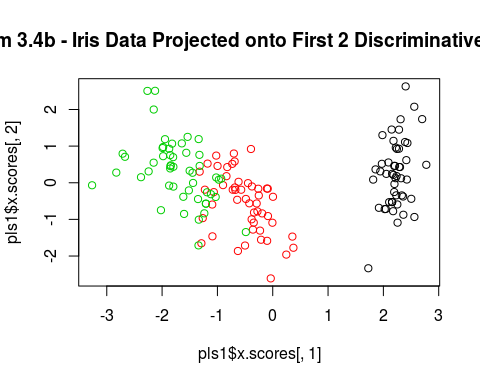 m 3.4b - Iris Data Projected onto First 2 Discriminative
pls1$x.scores[, 2]
2
1
0
-1
-2
-3 -2 -1 0 1 2 3
pls1$x.scores[, 1]